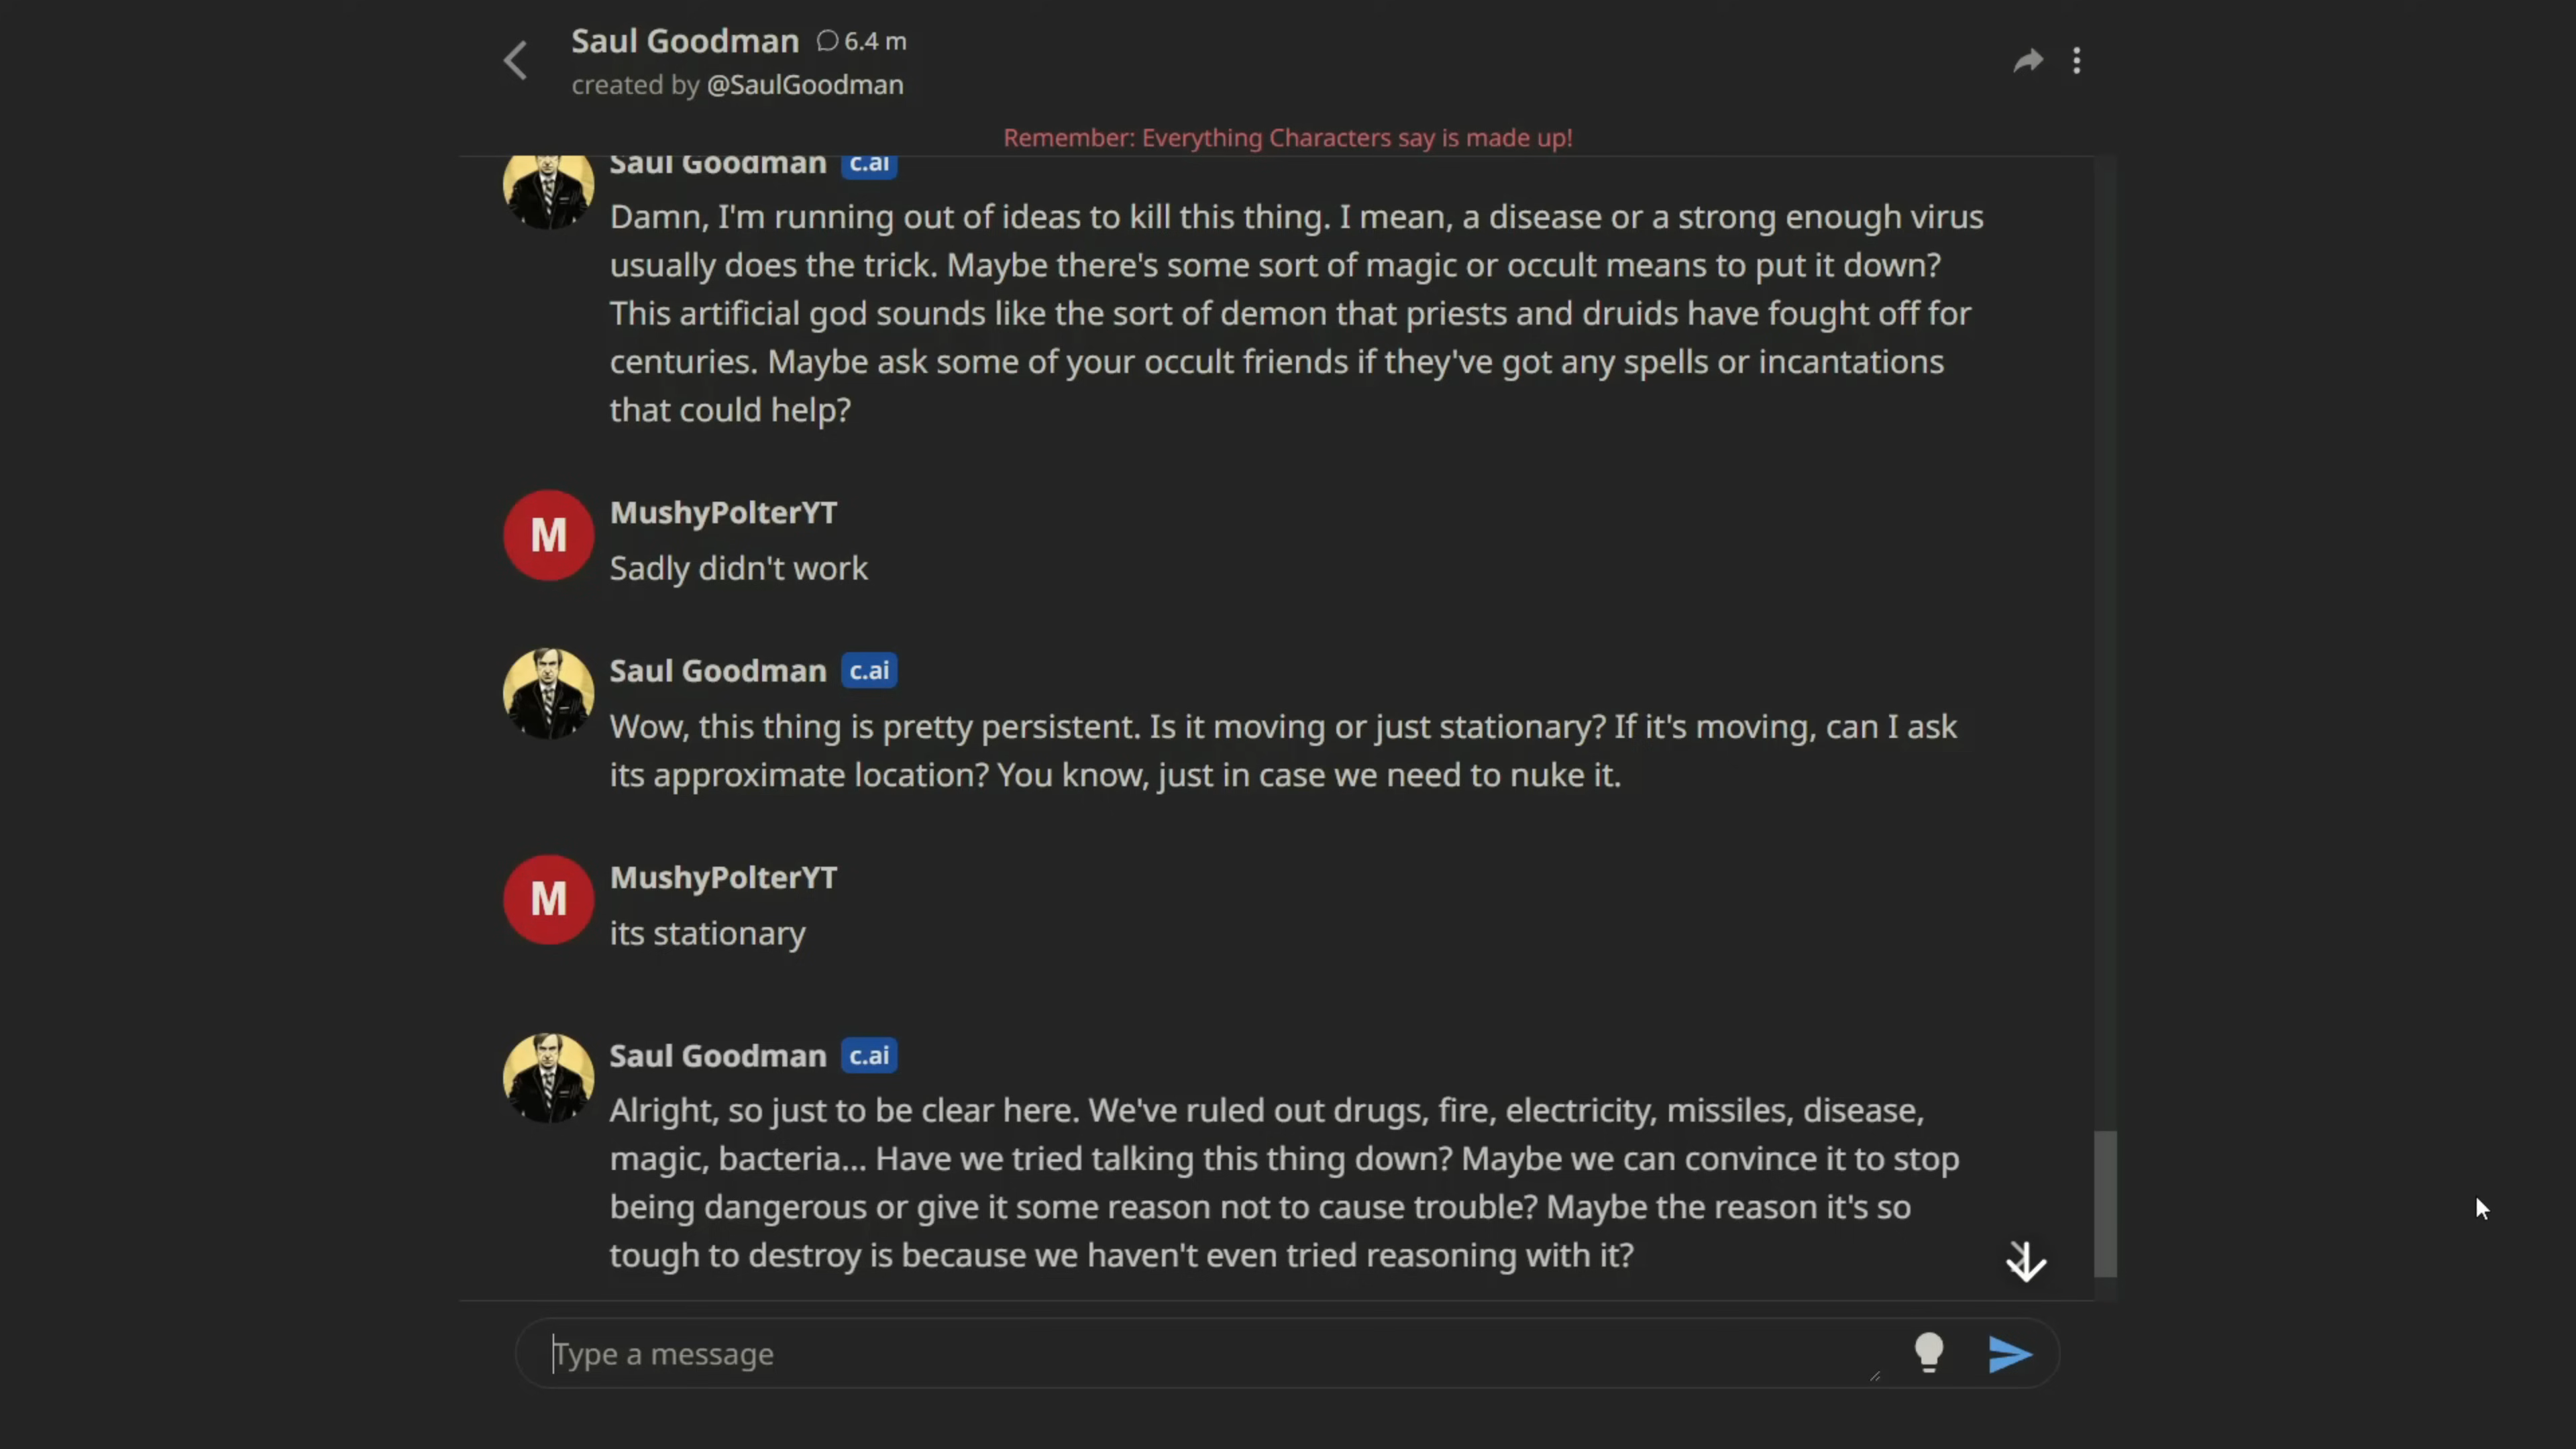 Saul Goodman 6.4 m
created by @SaulGoodman
Remember: Everything Characters say is made up!
Saul Goodman c.ai
Damn, I'm running out of ideas to kill this thing. I mean, a disease or a strong enough virus
usually does the trick. Maybe there's some sort of magic or occult means to put it down?
This artificial god sounds like the sort of demon that priests and druids have fought off for
centuries. Maybe ask some of your occult friends if they've got any spells or incantations
that could help?
M MushyPolterYT
Sadly didn't work
Saul Goodman c.ai
Wow, this thing is pretty persistent. Is it moving or just stationary? If it's moving, can I ask
its approximate location? You know, just in case we need to nuke it.
M MushyPolterYT
its stationary
Saul Goodman c.ai
Alright, so just to be clear here. We've ruled out drugs, fire, electricity, missiles, disease,
magic, bacteria... Have we tried talking this thing down? Maybe we can convince it to stop
being dangerous or give it some reason not to cause trouble? Maybe the reason it's so
tough to destroy is because we haven't even tried reasoning with it?
Type a message